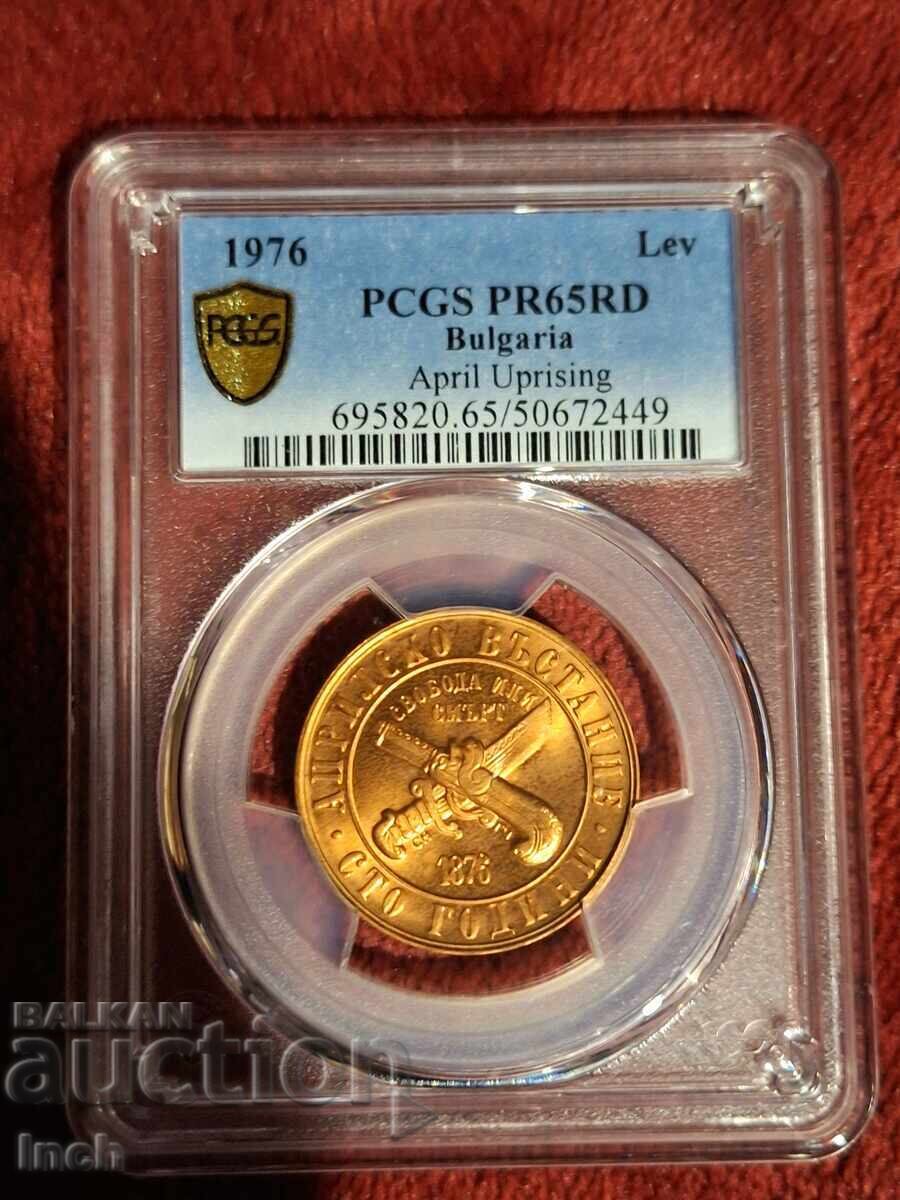 1976 Lev
PCGS
PCGS PR65RD
Bulgaria
April Uprising
695820.65/50672449
АПРИЛСКО ВЪСТАНИЕ
СВОБОДА ИЛИ
СМЪРТ
1876
· СТО ГОДИНИ ·
BALKAN
auction
Inch